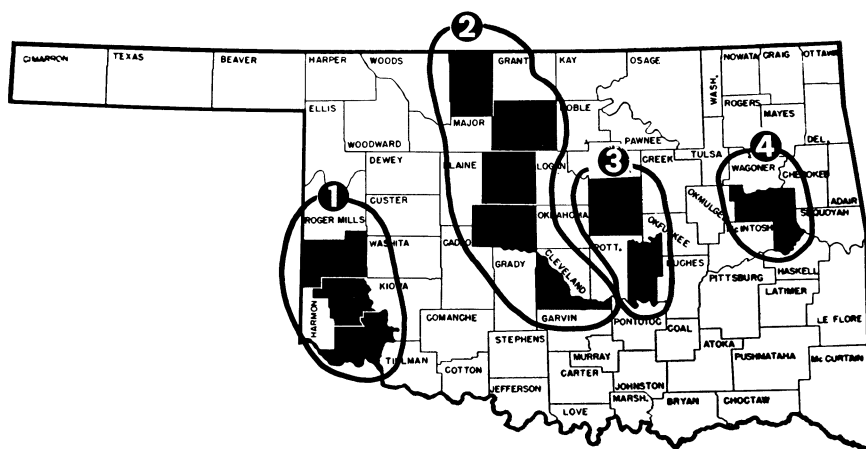 2
CIMARRON TEXAS BEAVER HARPER WOODS GRANT KAY OSAGE NOWATA CRAIG OTTAWA
WASH.
ELLIS MAJOR NOBLE ROGERS MAYES
WOODWARD PAWNEE DEL.
DEWEY BLAINE LOGAN 3 CREEK TULSA 4
WAGONER CHEROKEE
1 CUSTER ADAIR
ROGER MILLS OKLAHOMA OKFUSKEE OKMULGEE SEQUOYAH
WASHITA CADDO POTT. McINTOSH
GRADY CLEVELAND HUGHES
KIOWA PITTSBURG HASKELL
HARMON LATIMER
COMANCHE GARVIN PONTOTOC COAL LE FLORE
STEPHENS
TILLMAN MURRAY ATOKA PUSHMATAHA Mc CURTAIN
COTTON CARTER
JEFFERSON JOHNSTON
MARSH. BRYAN CHOCTAW
LOVE